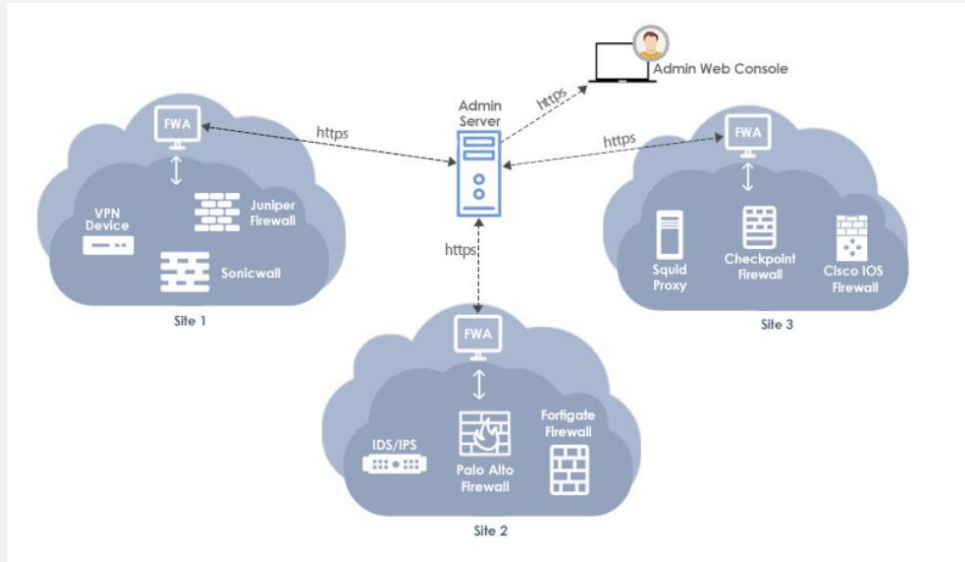 Admin Web Console
https
Admin
Server
FWA
https
https
FWA
VPN
Device
Juniper
Firewall
Sonicwall
Site 1
https
Squid
Proxy
Checkpoint
Firewall
Cisco IOS
Firewall
Site 3
FWA
IDS/IPS
Palo Alto
Firewall
Fortigate
Firewall
Site 2